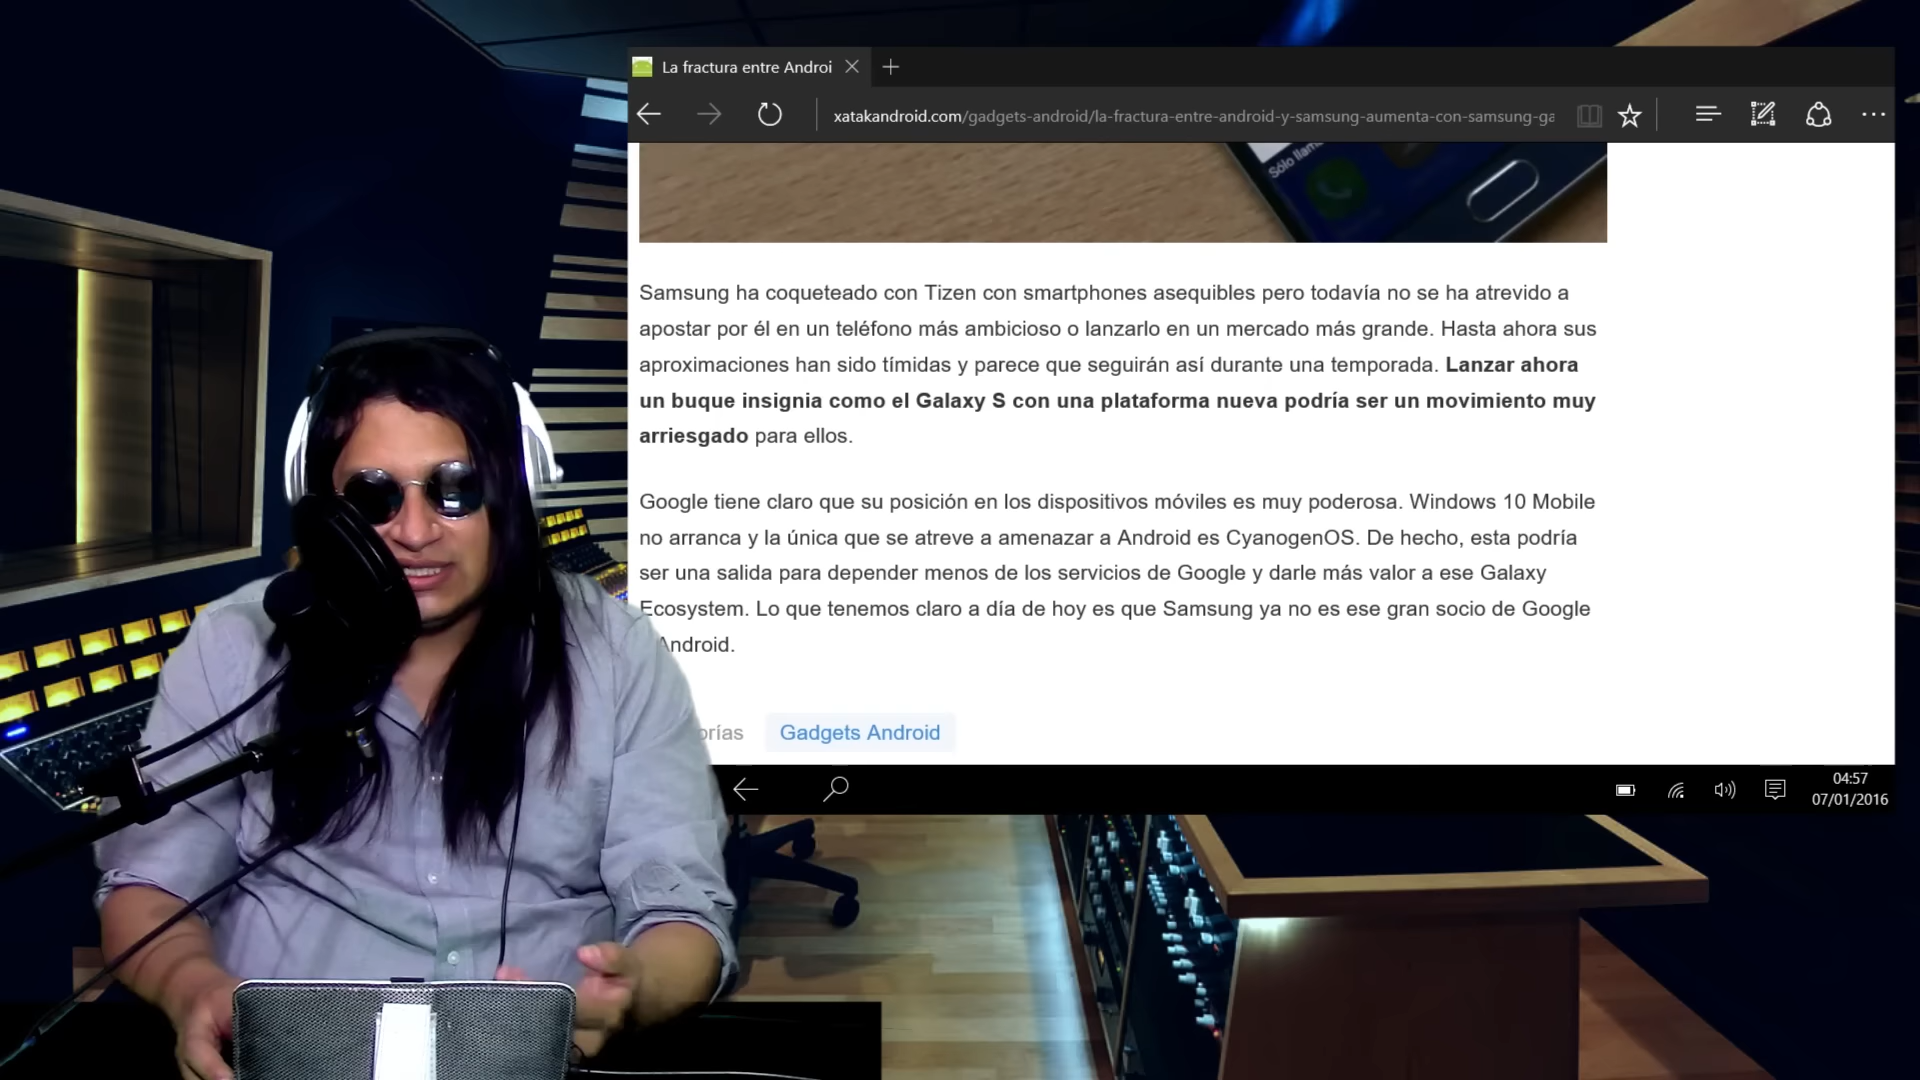 La fractura entre Androi
xatakandroid.com/gadgets-android/la-fractura-entre-android-y-samsung-aumenta-con-samsung-ga
Sólo
Samsung ha coqueteado con Tizen con smartphones asequibles pero todavía no se ha atrevido a
apostar por él en un teléfono más ambicioso o lanzarlo en un mercado más grande. Hasta ahora sus
aproximaciones han sido tímidas y parece que seguirán así durante una temporada. Lanzar ahora
un buque insignia como el Galaxy S con una plataforma nueva podría ser un movimiento muy
arriesgado para ellos.
Google tiene claro que su posición en los dispositivos móviles es muy poderosa. Windows 10 Mobile
no arranca y la única que se atreve a amenazar a Android es CyanogenOS. De hecho, esta podría
ser una salida para depender menos de los servicios de Google y darle más valor a ese Galaxy
Ecosystem. Lo que tenemos claro a día de hoy es que Samsung ya no es ese gran socio de Google
Android.
orías Gadgets Android
04:57
07/01/2016